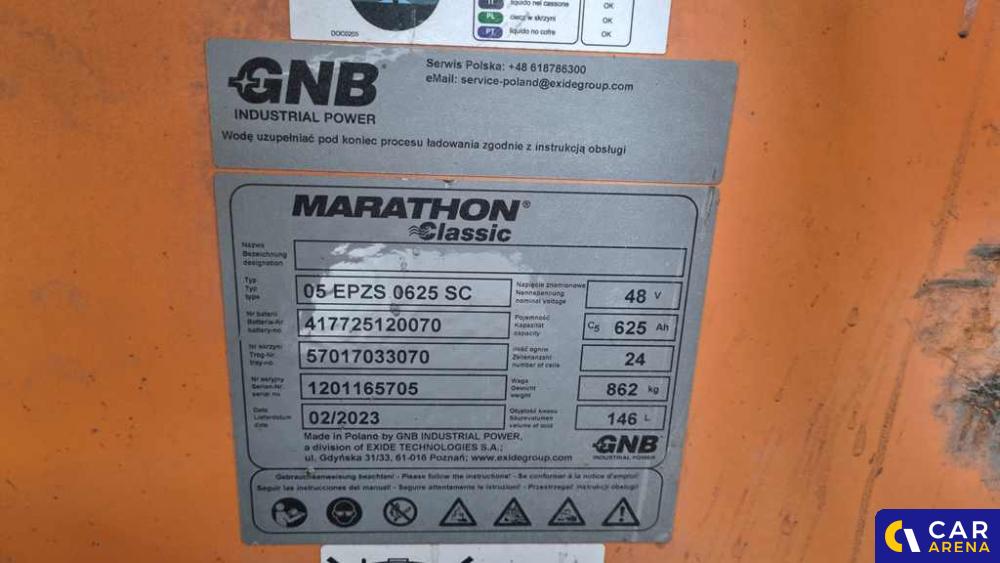 IT liquido nel cassone OK
PL ciecz w skrzyni OK
PT líquido no cofre OK
DOC0205
GNB
INDUSTRIAL POWER
Serwis Polska: +48 618786300
eMail: service-poland@exidegroup.com
Wodę uzupełniać pod koniec procesu ładowania zgodnie z instrukcją obsługi
MARATHON®
Classic
Nazwa
Bezeichnung
designation
Typ
Typ
type
05 EPZS 0625 SC
Napięcie znamionowe
Nennspannung
nominal voltage
48 V
Nr baterii
Batterie-Nr
battery-no
417725120070
Pojemność
Kapazität
capacity
C5 625 Ah
Nr skrzyni
Trog-Nr.
tray-no.
57017033070
Ilość ogniw
Zellenanzahl
number of cells
24
Nr seryjny
Serien-Nr.
serial no
1201165705
Waga
Gewicht
weight
862 kg
Data
Lieferdatum
date
02/2023
Objętość kwasu
Säurevolumen
volume of acid
146 L
Made in Poland by GNB INDUSTRIAL POWER,
a division of EXIDE TECHNOLOGIES S.A.;
ul. Gdyńska 31/33, 61-016 Poznań; www.exidegroup.com
GNB
INDUSTRIAL POWER
Gebrauchsanweisung beachten! - Please follow the instructions! - Se conformer à la notice d'emploi!
Seguir las instrucciones del manual! - Seguire attentamente le istruzioni! - Przestrzegać instrukcji obsługi!
CAR
ARENA